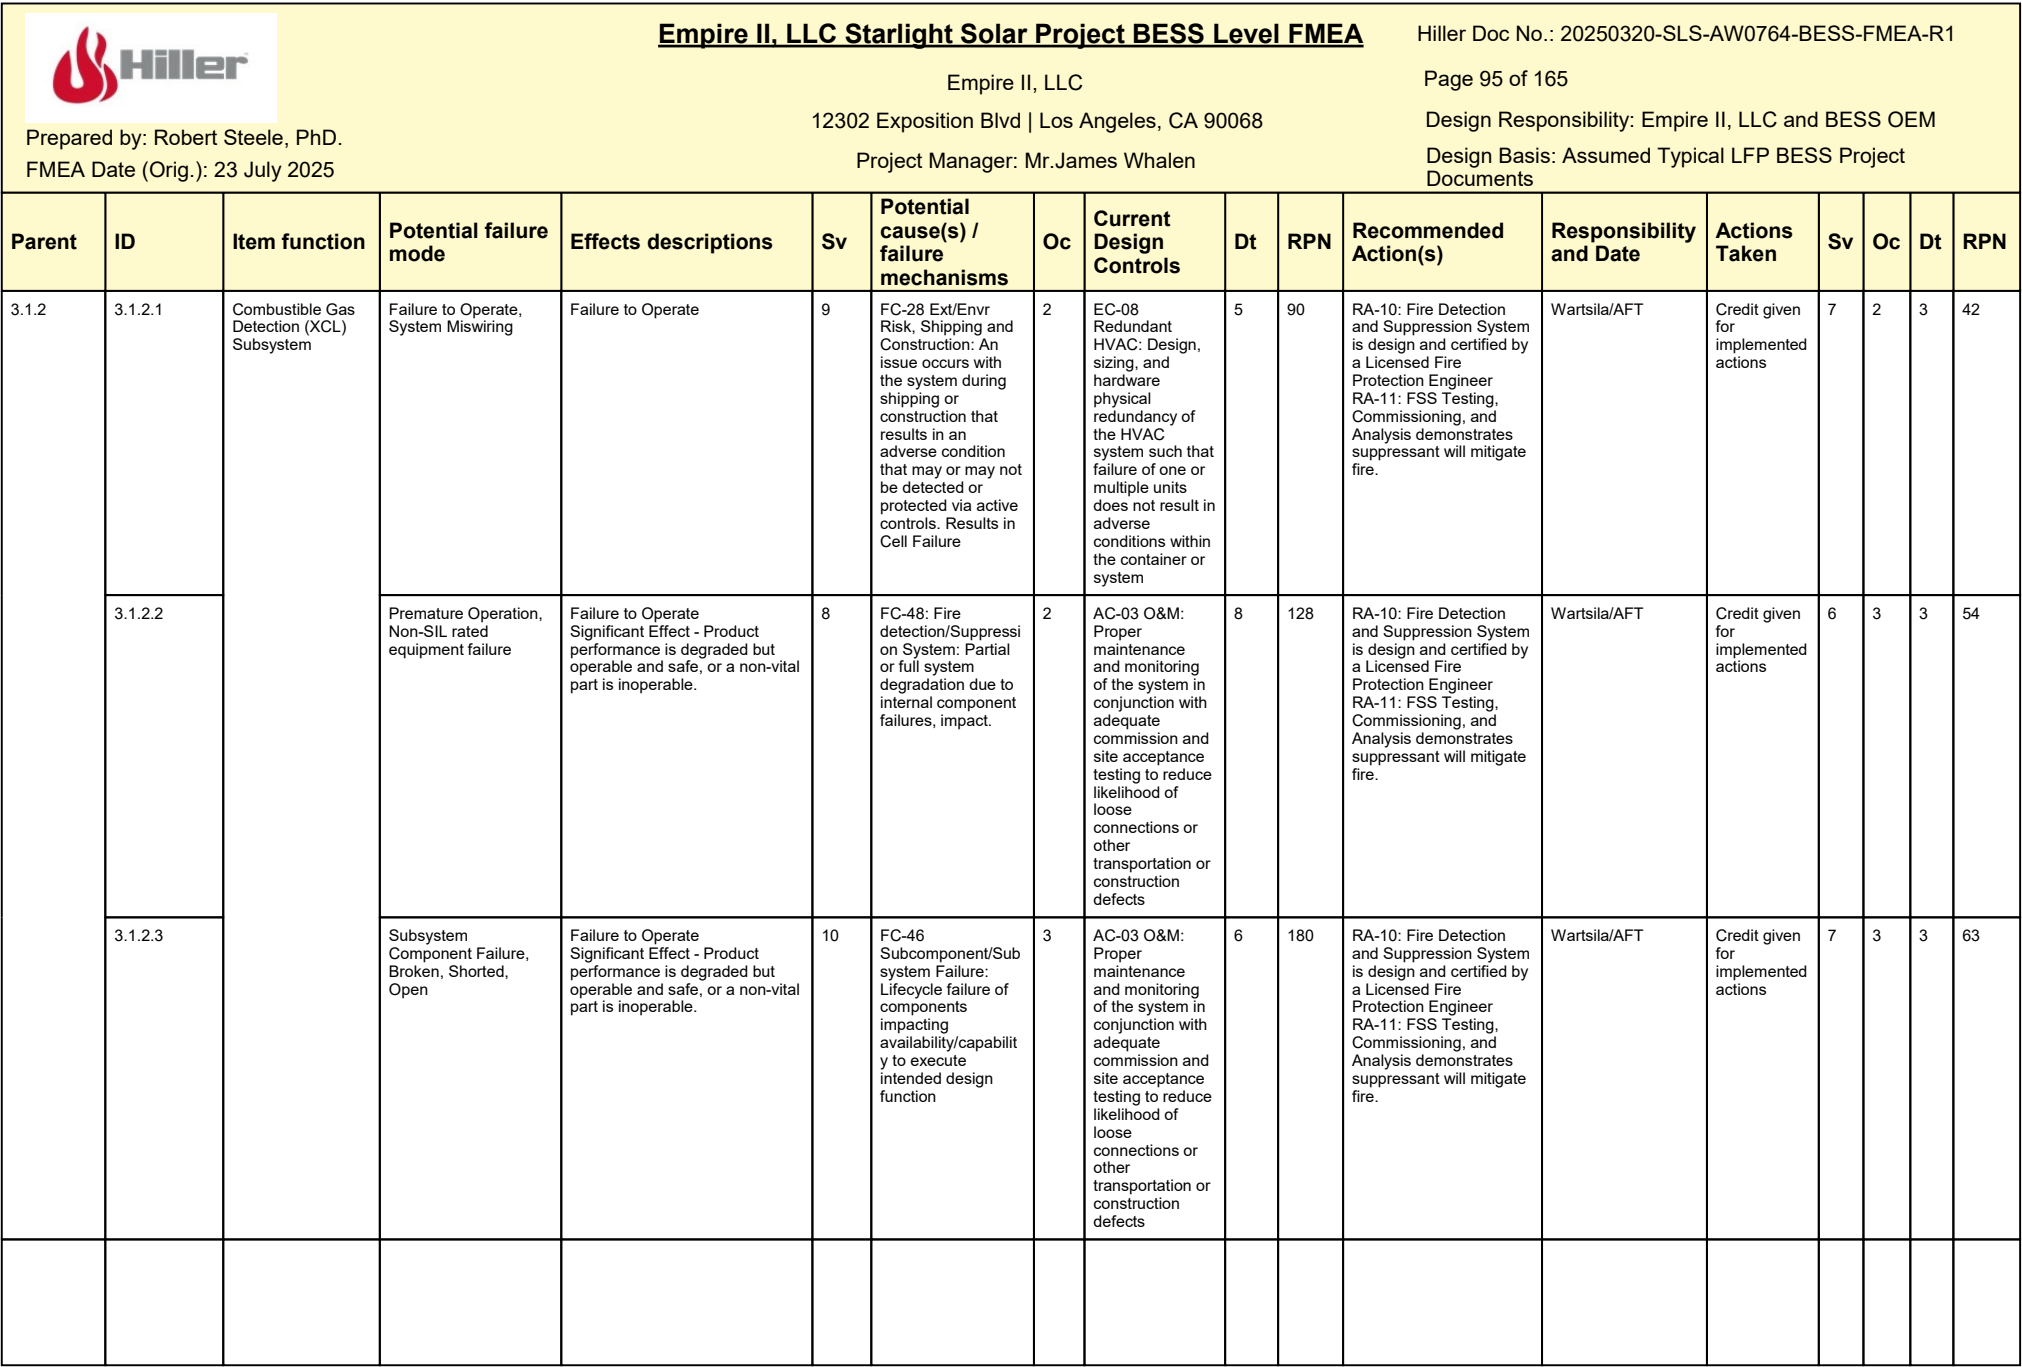 Hiller
Prepared by: Robert Steele, PhD.
FMEA Date (Orig.): 23 July 2025
Empire II, LLC Starlight Solar Project BESS Level FMEA
Empire II, LLC
12302 Exposition Blvd | Los Angeles, CA 90068
Project Manager: Mr.James Whalen
Hiller Doc No.: 20250320-SLS-AW0764-BESS-FMEA-R1
Page 95 of 165
Design Responsibility: Empire II, LLC and BESS OEM
Design Basis: Assumed Typical LFP BESS Project
Documents
Parent
ID
Item function
Potential failure
mode
Effects descriptions
Sv
Potential
cause(s) /
failure
mechanisms
Oc
Current
Design
Controls
Dt
RPN
Recommended
Action(s)
Responsibility
and Date
Actions
Taken
Sv
Oc
Dt
RPN
3.1.2
3.1.2.1
Combustible Gas
Detection (XCL)
Subsystem
Failure to Operate,
System Miswiring
Failure to Operate
9
FC-28 Ext/Envr
Risk, Shipping and
Construction: An
issue occurs with
the system during
shipping or
construction that
results in an
adverse condition
that may or may not
be detected or
protected via active
controls. Results in
Cell Failure
2
EC-08
Redundant
HVAC: Design,
sizing, and
hardware
physical
redundancy of
the HVAC
system such that
failure of one or
multiple units
does not result in
adverse
conditions within
the container or
system
5
90
RA-10: Fire Detection
and Suppression System
is design and certified by
a Licensed Fire
Protection Engineer
RA-11: FSS Testing,
Commissioning, and
Analysis demonstrates
suppressant will mitigate
fire.
Wartsila/AFT
Credit given
for
implemented
actions
7
2
3
42
3.1.2.2
Premature Operation,
Non-SIL rated
equipment failure
Failure to Operate
Significant Effect - Product
performance is degraded but
operable and safe, or a non-vital
part is inoperable.
8
FC-48: Fire
detection/Suppressi
on System: Partial
or full system
degradation due to
internal component
failures, impact.
2
AC-03 O&M:
Proper
maintenance
and monitoring
of the system in
conjunction with
adequate
commission and
site acceptance
testing to reduce
likelihood of
loose
connections or
other
transportation or
construction
defects
8
128
RA-10: Fire Detection
and Suppression System
is design and certified by
a Licensed Fire
Protection Engineer
RA-11: FSS Testing,
Commissioning, and
Analysis demonstrates
suppressant will mitigate
fire.
Wartsila/AFT
Credit given
for
implemented
actions
6
3
3
54
3.1.2.3
Subsystem
Component Failure,
Broken, Shorted,
Open
Failure to Operate
Significant Effect - Product
performance is degraded but
operable and safe, or a non-vital
part is inoperable.
10
FC-46
Subcomponent/Sub
system Failure:
Lifecycle failure of
components
impacting
availability/capabilit
y to execute
intended design
function
3
AC-03 O&M:
Proper
maintenance
and monitoring
of the system in
conjunction with
adequate
commission and
site acceptance
testing to reduce
likelihood of
loose
connections or
other
transportation or
construction
defects
6
180
RA-10: Fire Detection
and Suppression System
is design and certified by
a Licensed Fire
Protection Engineer
RA-11: FSS Testing,
Commissioning, and
Analysis demonstrates
suppressant will mitigate
fire.
Wartsila/AFT
Credit given
for
implemented
actions
7
3
3
63